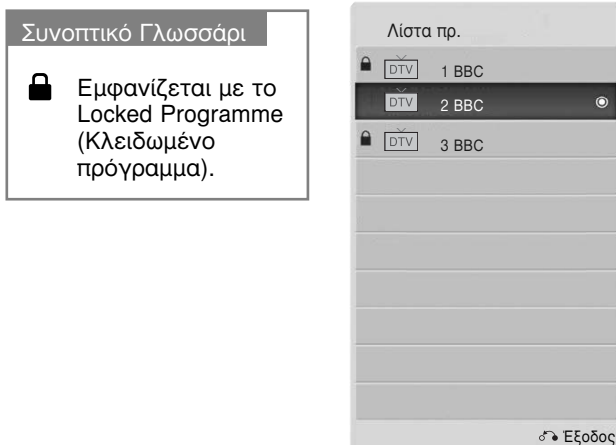 Συνοπτικό Γλωσσάρι
Εμφανίζεται με το
Locked Programme
(Κλειδωμένο
πρόγραμμα).
Λίστα πρ.
DTV 1 BBC
DTV 2 BBC
DTV 3 BBC
Έξοδος